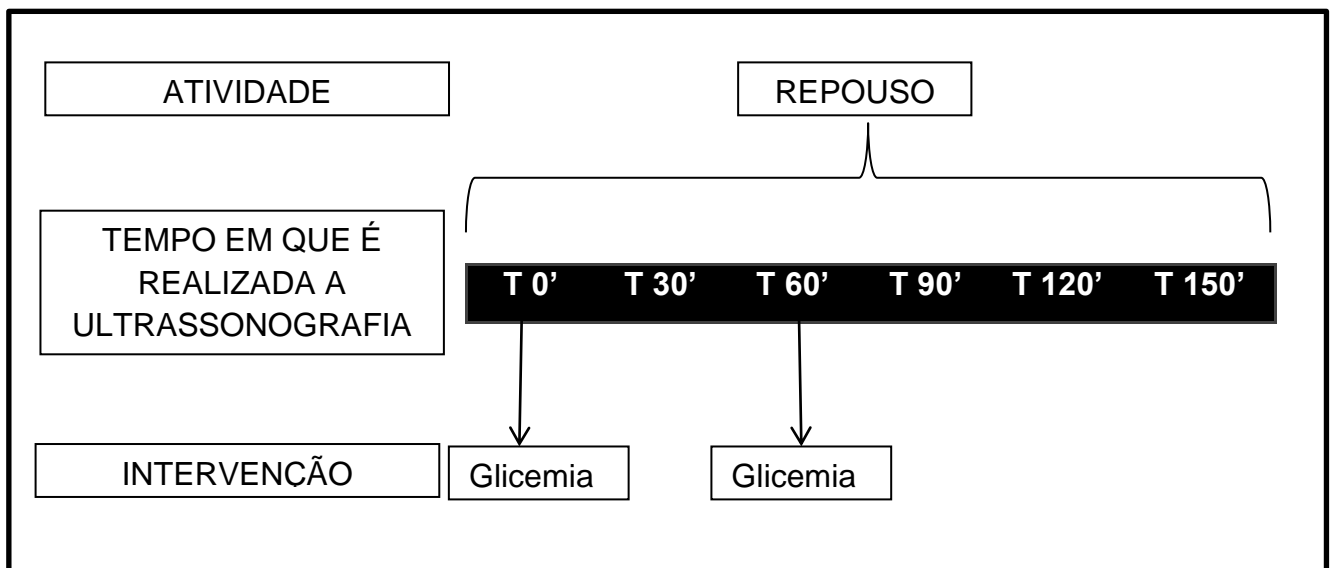 ATIVIDADE
REPOUSO
TEMPO EM QUE É
REALIZADA A
ULTRASSONOGRAFIA
T 0’ T 30’ T 60’ T 90’ T 120’ T 150’
INTERVENÇÃO
Glicemia
Glicemia